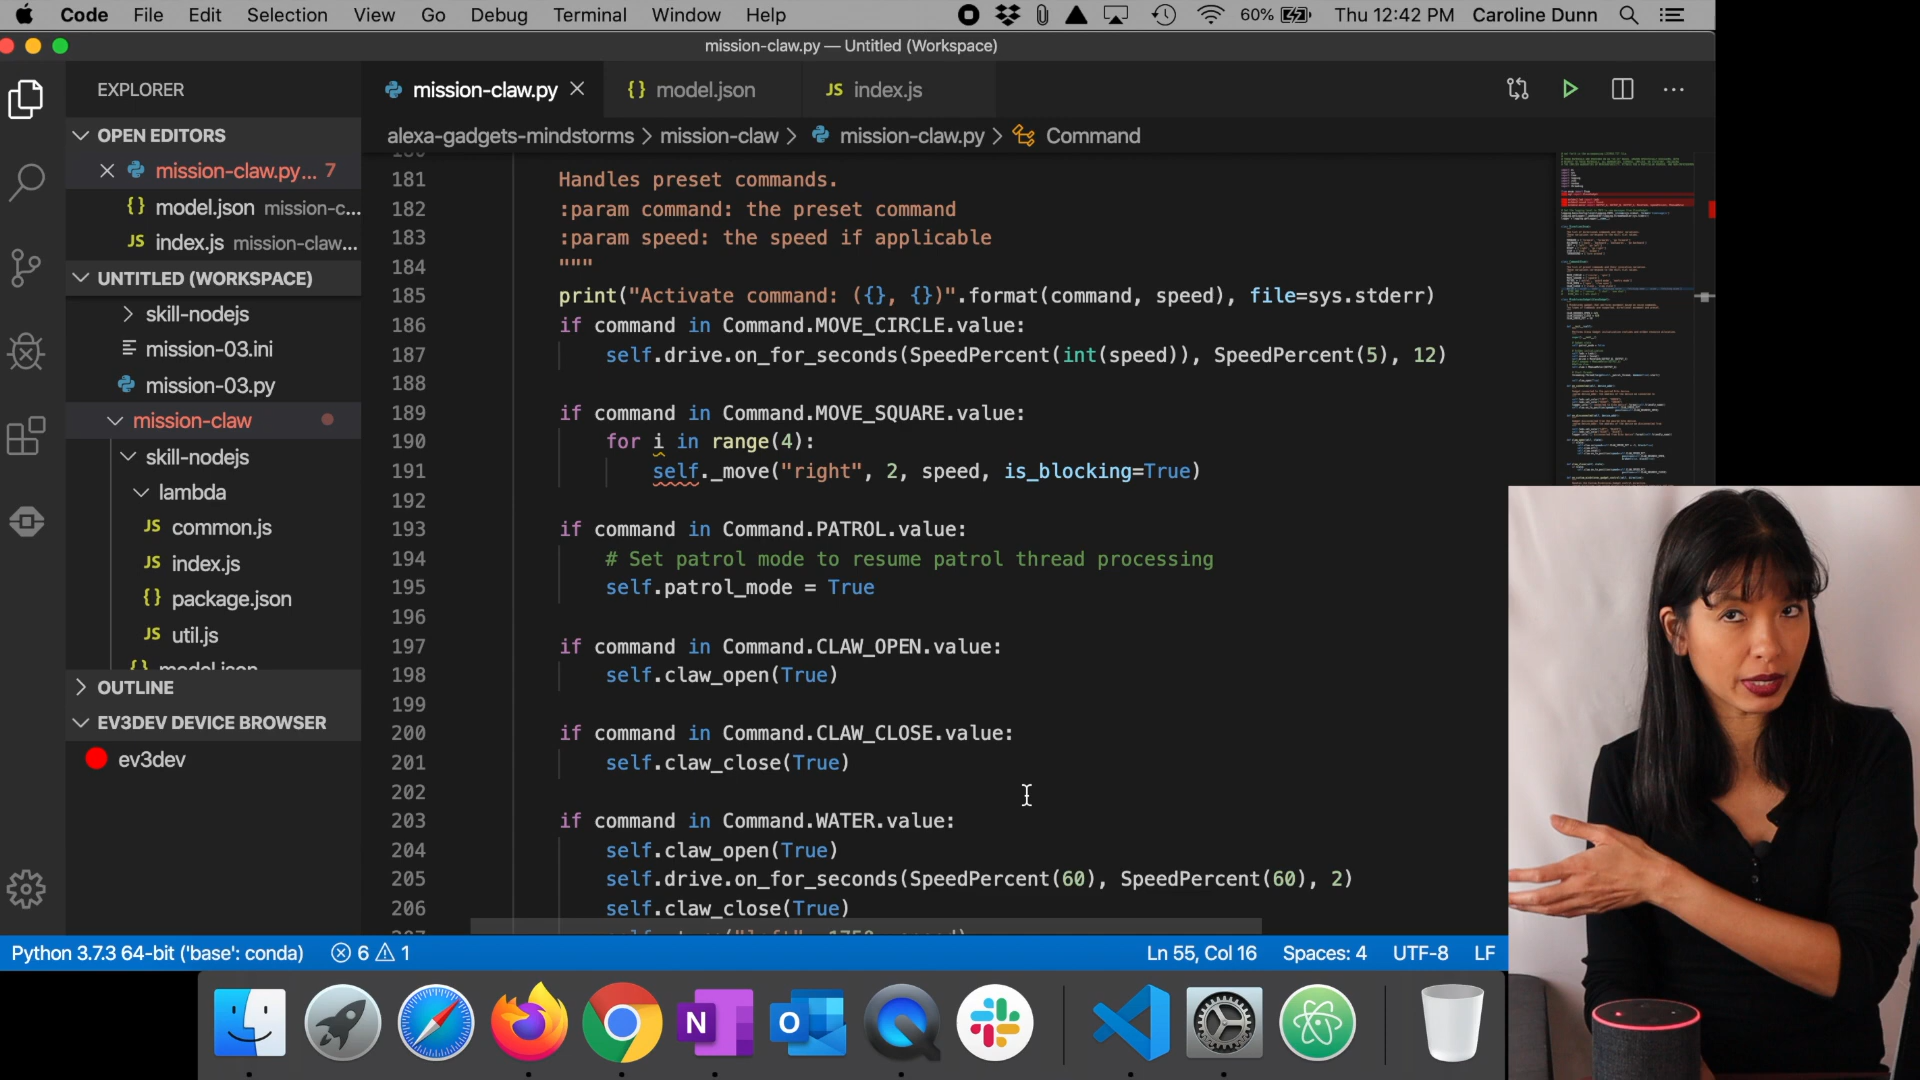 Code File Edit Selection View Go Debug Terminal Window Help 60% Thu 12:42 PM Caroline Dunn
mission-claw.py — Untitled (Workspace)
EXPLORER
mission-claw.py
{} model.json
JS index.js
alexa-gadgets-mindstorms > mission-claw > mission-claw.py > Command
OPEN EDITORS
mission-claw.py... 7
{} model.json mission-c...
JS index.js mission-claw...
UNTITLED (WORKSPACE)
skill-nodejs
mission-03.ini
mission-03.py
mission-claw
skill-nodejs
lambda
JS common.js
JS index.js
{} package.json
JS util.js
{} model.json
OUTLINE
EV3DEV DEVICE BROWSER
ev3dev
181 Handles preset commands.
182 :param command: the preset command
183 :param speed: the speed if applicable
184 """
185 print("Activate command: ({}, {})".format(command, speed), file=sys.stderr)
186 if command in Command.MOVE_CIRCLE.value:
187 self.drive.on_for_seconds(SpeedPercent(int(speed)), SpeedPercent(5), 12)
188
189 if command in Command.MOVE_SQUARE.value:
190 for i in range(4):
191 self._move("right", 2, speed, is_blocking=True)
192
193 if command in Command.PATROL.value:
194 # Set patrol mode to resume patrol thread processing
195 self.patrol_mode = True
196
197 if command in Command.CLAW_OPEN.value:
198 self.claw_open(True)
199
200 if command in Command.CLAW_CLOSE.value:
201 self.claw_close(True)
202
203 if command in Command.WATER.value:
204 self.claw_open(True)
205 self.drive.on_for_seconds(SpeedPercent(60), SpeedPercent(60), 2)
206 self.claw_close(True)
Python 3.7.3 64-bit ('base': conda) 6 1 Ln 55, Col 16 Spaces: 4 UTF-8 LF